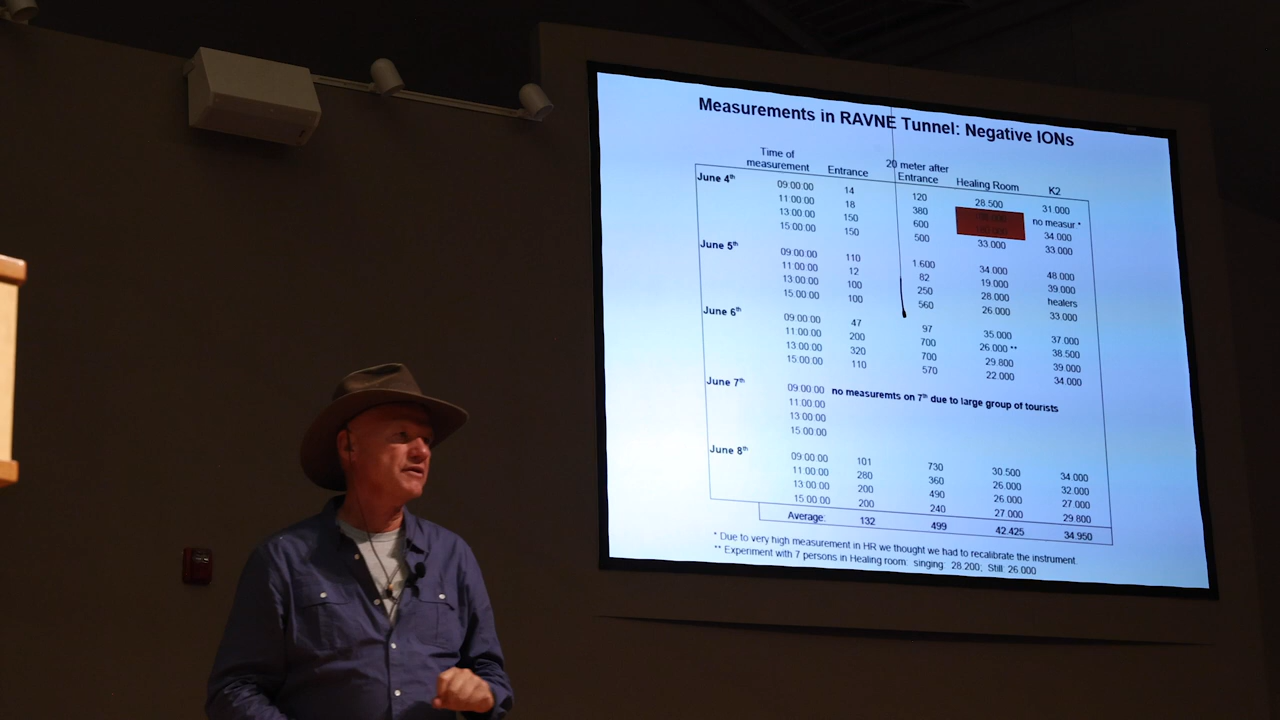 Measurements in RAVNE Tunnel: Negative IONs
Time of measurement Entrance 20 meter after Entrance Healing Room K2
June 4th 09:00:00 14 120 28.500 31.000
11:00:00 18 380 no measur *
13:00:00 150 600 34.000
15:00:00 150 500 33.000 33.000
June 5th 09:00:00 110 1.600 34.000 48.000
11:00:00 12 82 19.000 39.000
13:00:00 100 250 28.000 healers
15:00:00 100 560 26.000 33.000
June 6th 09:00:00 47 97 35.000 37.000
11:00:00 200 700 26.000 ** 38.500
13:00:00 320 700 29.800 39.000
15:00:00 110 570 22.000 34.000
June 7th 09:00:00 no measuremts on 7th due to large group of tourists
11:00:00
13:00:00
15:00:00
June 8th 09:00:00 101 730 30.500 34.000
11:00:00 280 360 26.000 32.000
13:00:00 200 490 26.000 27.000
15:00:00 200 240 27.000 29.800
Average: 132 499 42.425 34.950
* Due to very high measurement in HR we thought we had to recalibrate the instrument.
** Experiment with 7 persons in Healing room: singing: 28.200; Still: 26.000